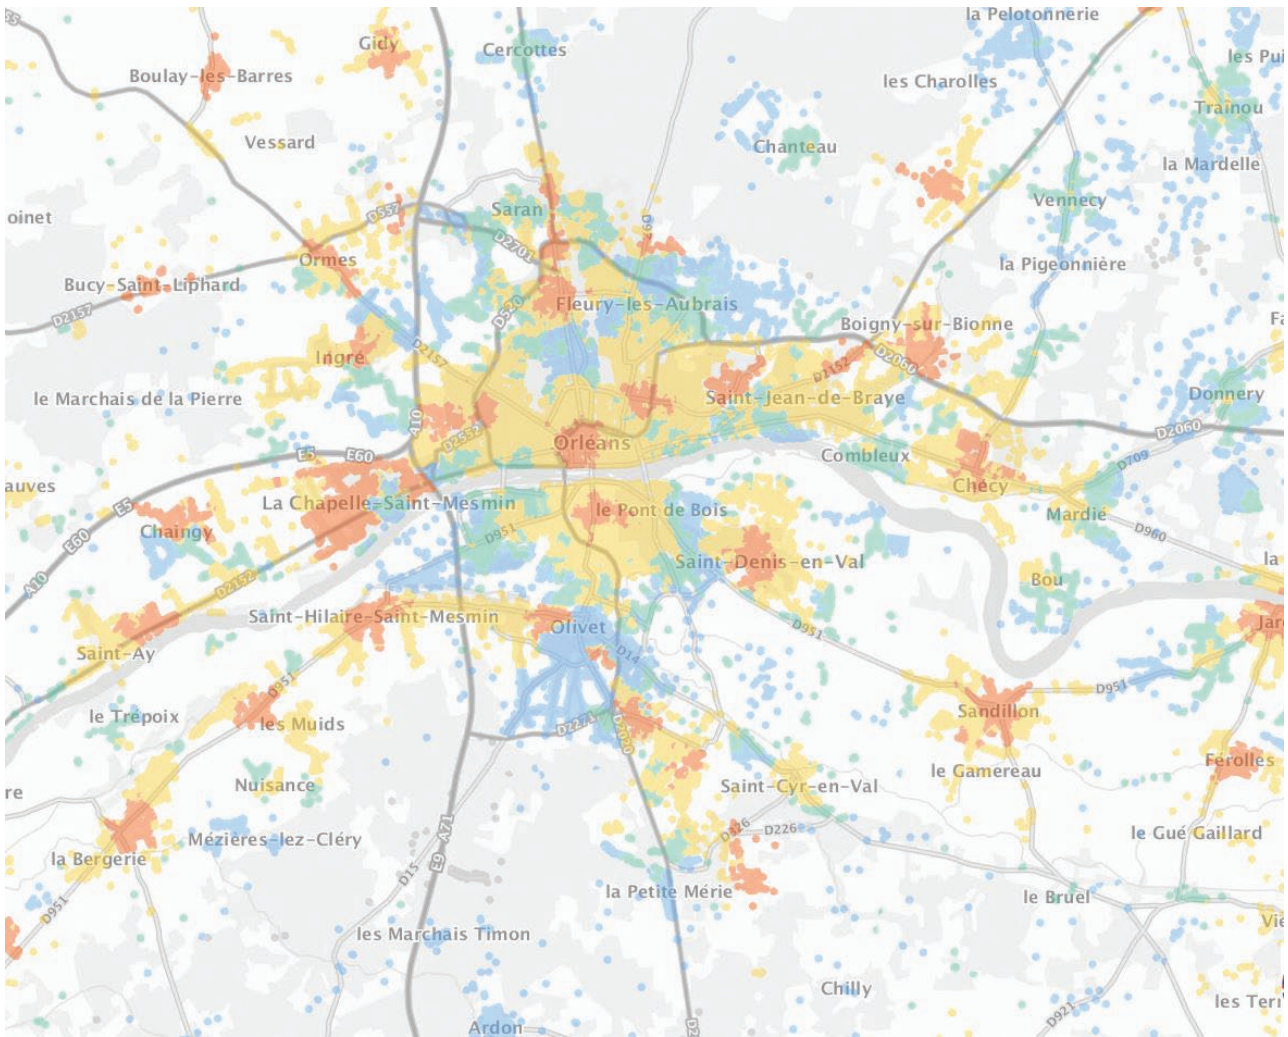 la Pelotonnerie
Gidy
Cercottes
les Pui
Boulay-les-Barres
les Charolles
Trainou
Vessard
Chanteau
la Mardelle
Saran
Vennecy
oinet
D557
D2701
Ormes
la Pigeonnière
Bucy-Saint-Liphard
D2157
D520
Fleury-les-Aubrais
Boigny-sur-Bionne
Fa
Ingré
D2157
D2152
D2060
le Marchais de la Pierre
Saint-Jean-de-Braye
Donnery
A10
D2552
Orléans
D2060
E5
E60
Combleux
D709
auves
La Chapelle-Saint-Mesmin
le Pont de Bois
Chécy
Mardié
E5
Chaingy
D951
D960
E60
Saint-Denis-en-Val
la
A10
D2152
Bou
Saint-Hilaire-Saint-Mesmin
Olivet
D951
Jar
Saint-Ay
D14
D951
D951
le Trépoix
les Muids
D2271
D2020
Sandillon
Férolles
re
Nuisance
Saint-Cyr-en-Val
le Gamereau
Mézières-lez-Cléry
A71
E9
D326
D226
le Gué Gaillard
la Bergerie
D15
la Petite Mérie
le Bruel
D951
les Marchais Timon
Vie
Chilly
les Terr
Ardon
D921